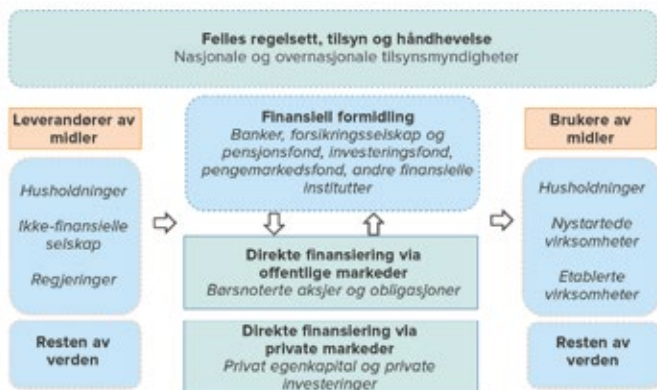 Felles regelsett, tilsyn og håndhevelse
Nasjonale og overnasjonale tilsynsmyndigheter
Leverandører av
midler
Husholdninger
Ikke-finansielle
selskap
Regjeringer
Resten av
verden
Finansiell formidling
Banker, forsikringsselskap og
pensjonsfond, investeringsfond,
pengemarkedsfond, andre finansielle
institutter
Direkte finansiering via
offentlige markeder
Børsnoterte aksjer og obligasjoner
Direkte finansiering via
private markeder
Privat egenkapital og private
investeringer
Brukere av
midler
Husholdninger
Nystartede
virksomheter
Etablerte
virksomheter
Resten av
verden